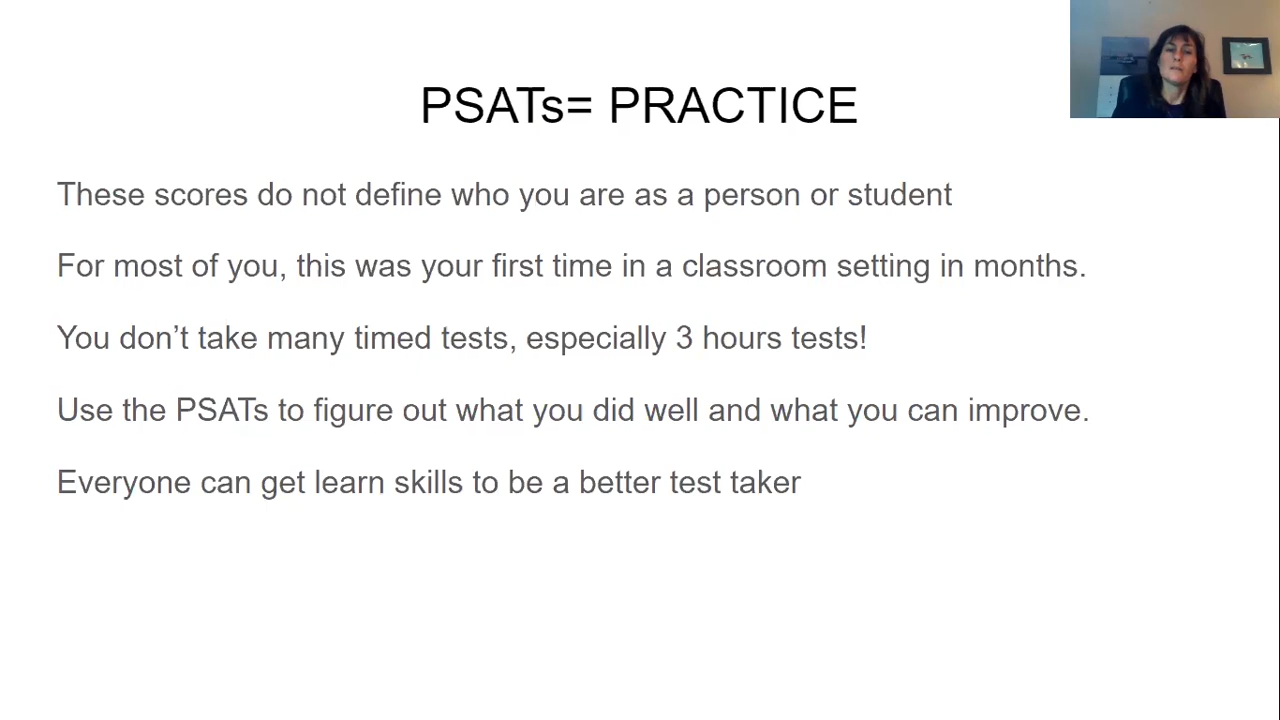 PSATs= PRACTICE
These scores do not define who you are as a person or student
For most of you, this was your first time in a classroom setting in months.
You don’t take many timed tests, especially 3 hours tests!
Use the PSATs to figure out what you did well and what you can improve.
Everyone can get learn skills to be a better test taker